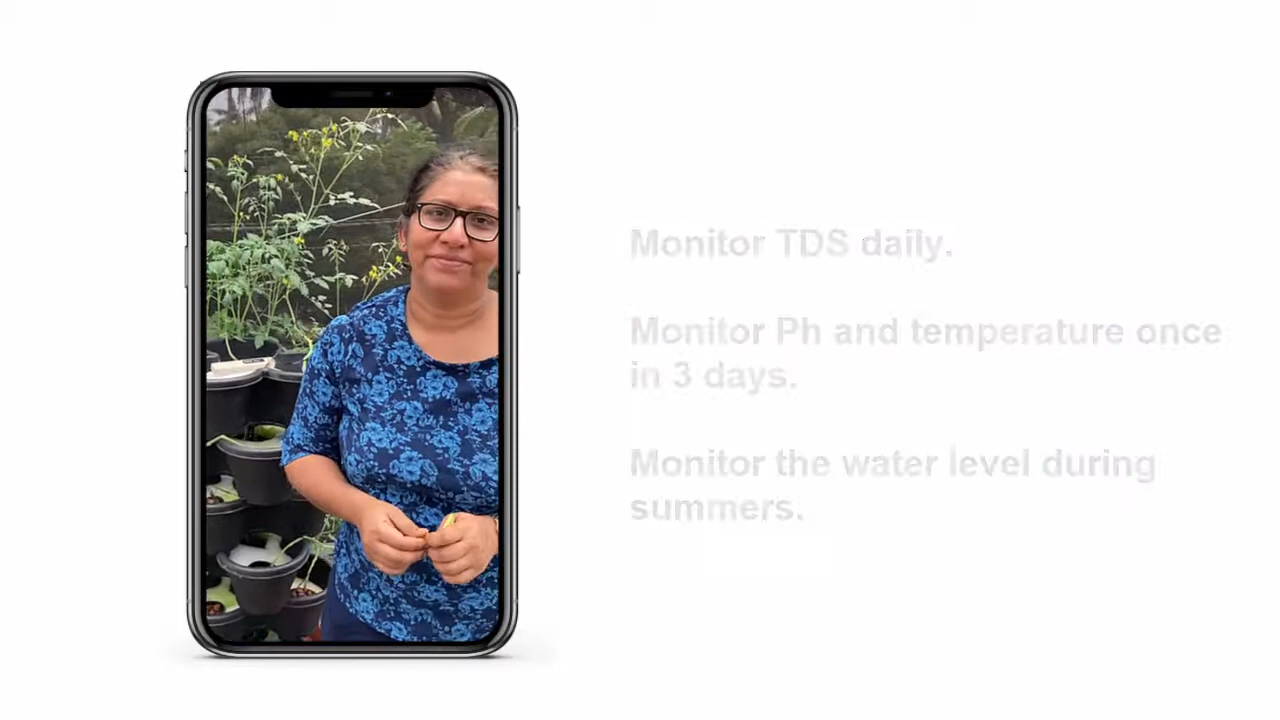 Monitor TDS daily.
Monitor Ph and temperature once
in 3 days.
Monitor the water level during
summers.